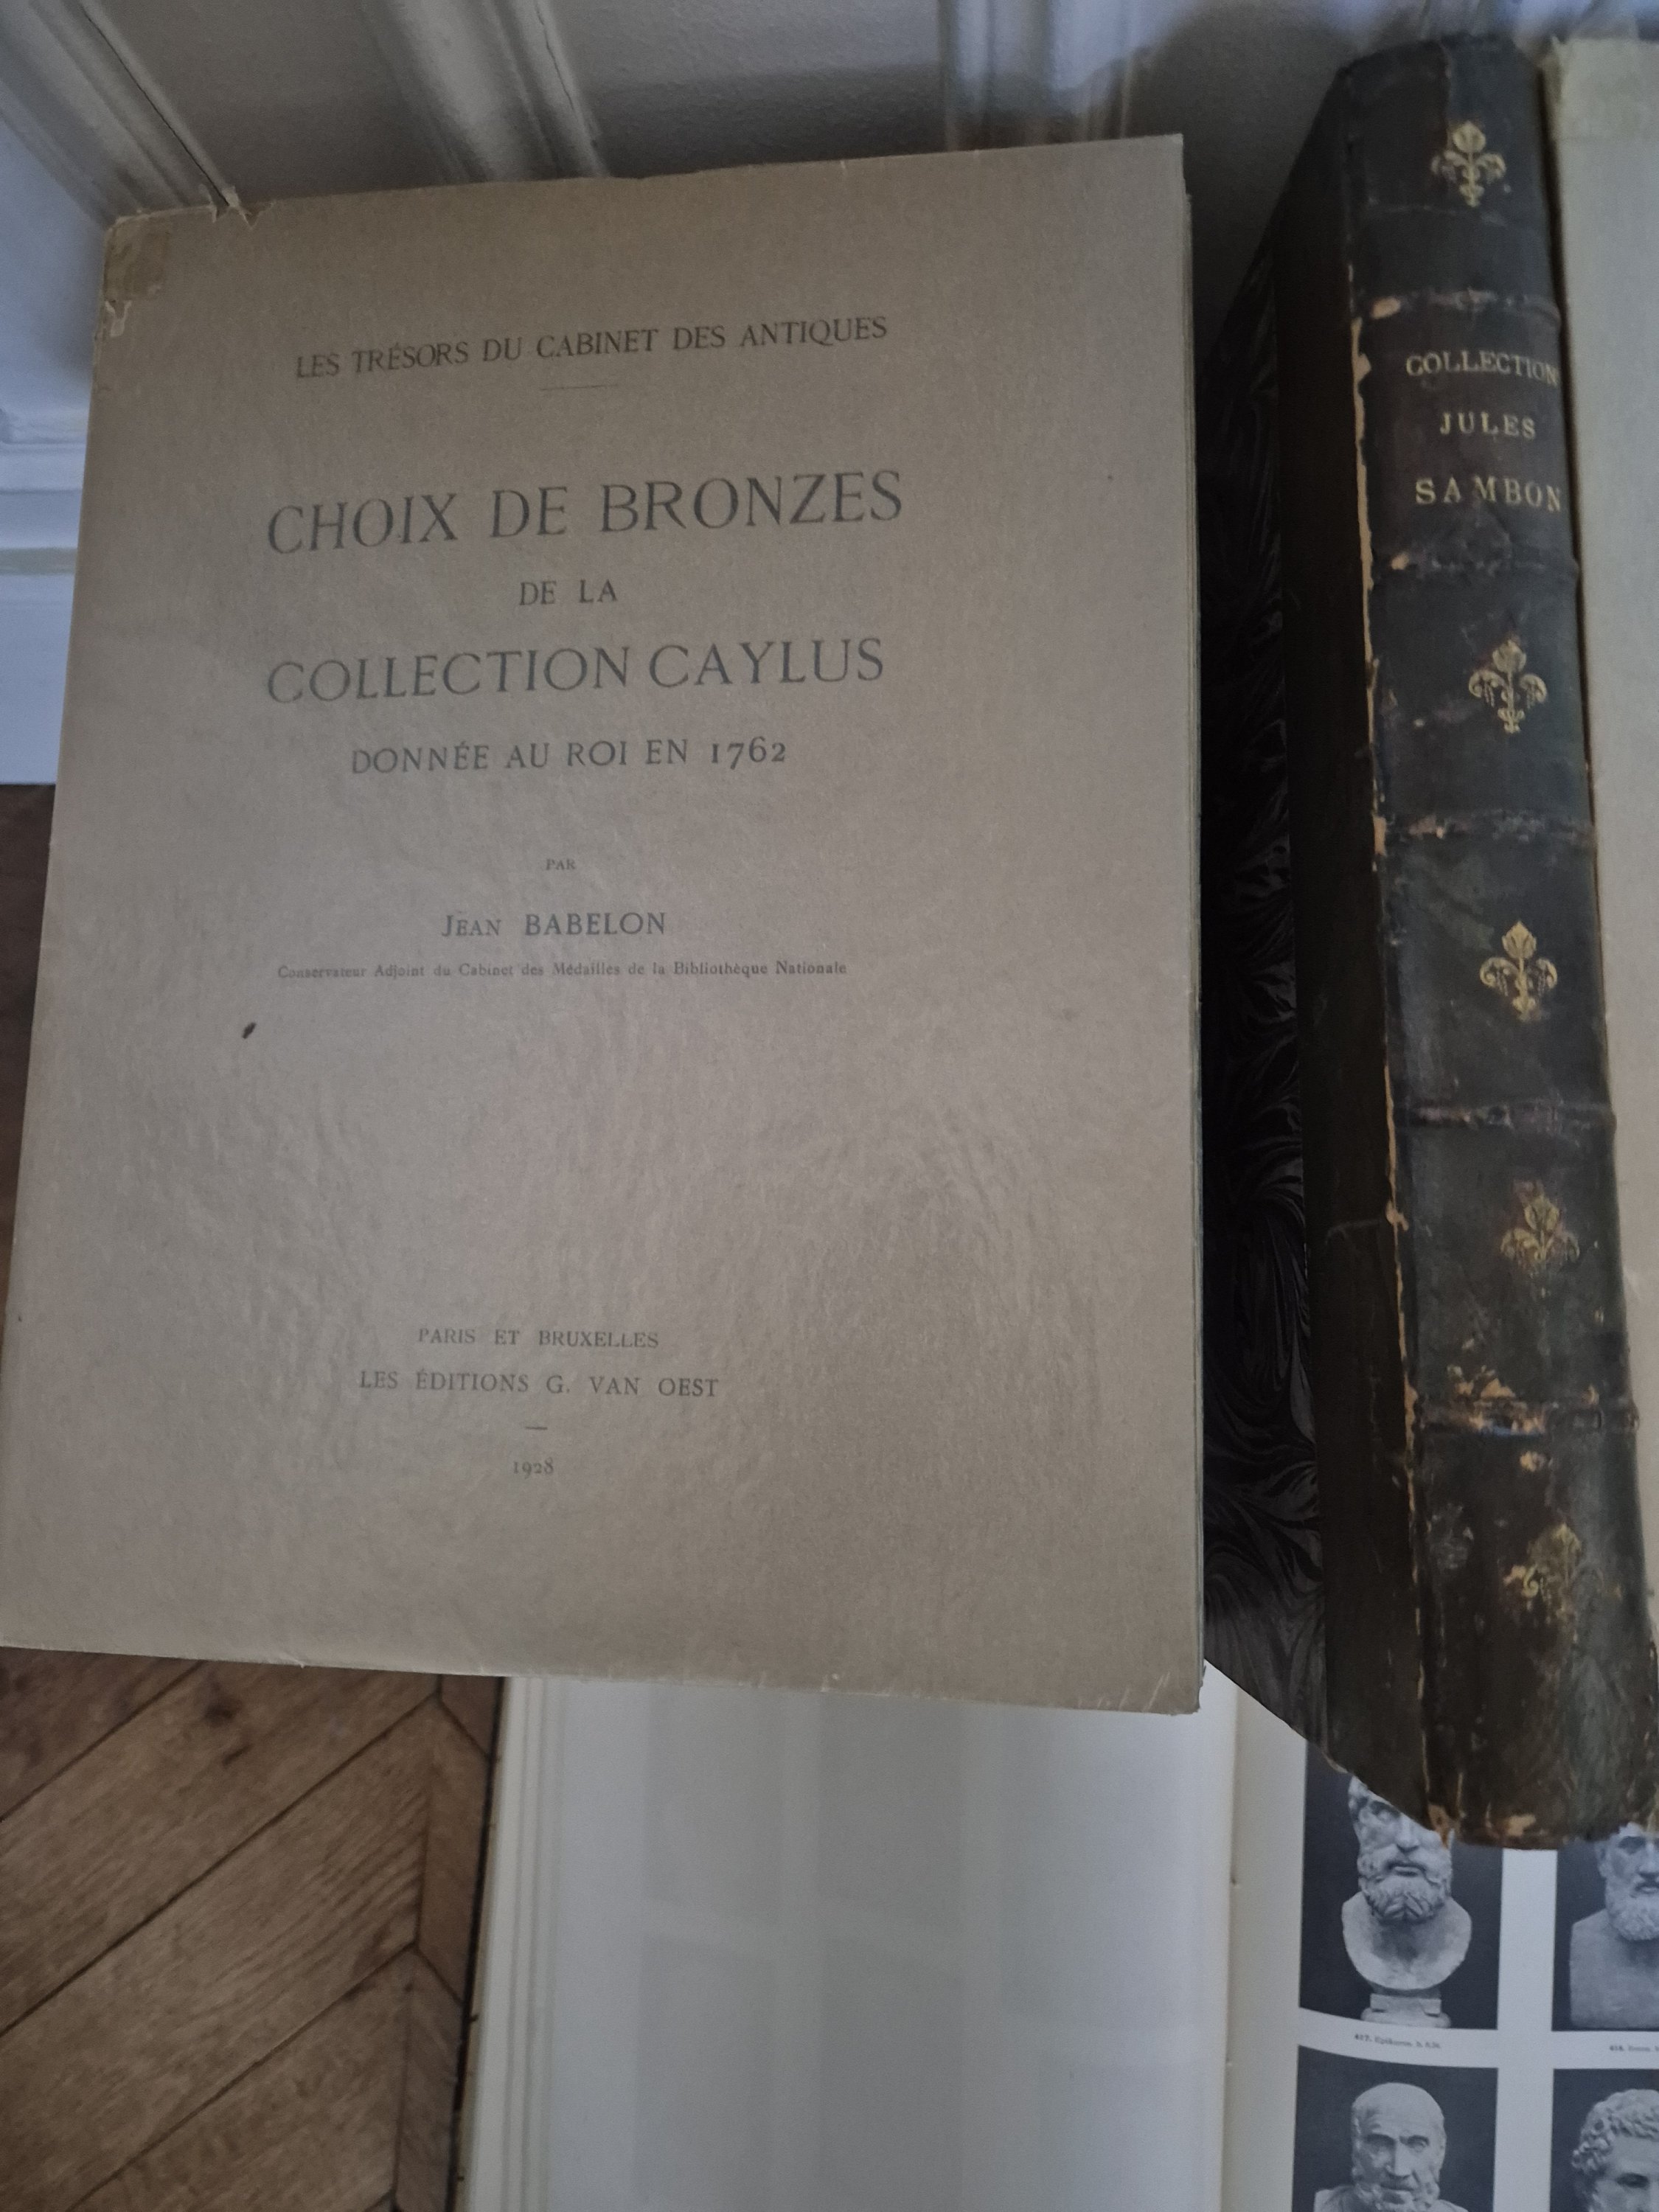 LES TRÉSORS DU CABINET DES ANTIQUES
CHOIX DE BRONZES
DE LA
COLLECTION CAYLUS
DONNÉE AU ROI EN 1762
PAR
JEAN BABELON
Conservateur Adjoint du Cabinet des Médailles de la Bibliothèque Nationale
PARIS ET BRUXELLES
LES ÉDITIONS G. VAN OEST
1928
COLLECTION
JULES
SAMBON